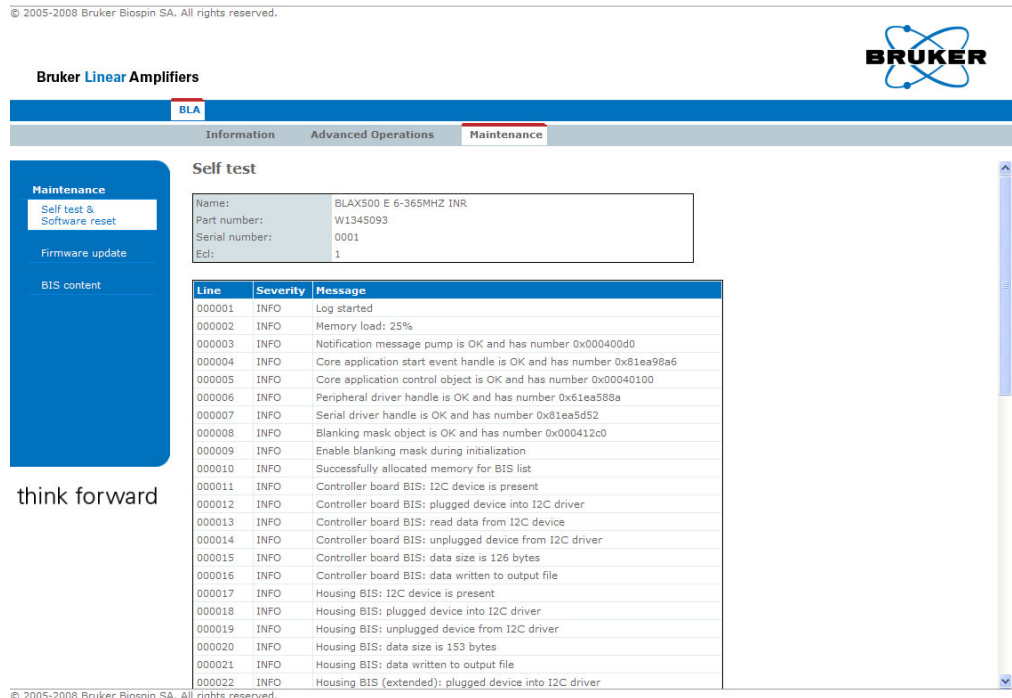 © 2005-2008 Bruker Biospin SA. All rights reserved.
BRUKER
Bruker Linear Amplifiers
BLA
Information Advanced Operations Maintenance
Maintenance
Self test &
Software reset
Firmware update
BIS content
think forward
Self test
Name: BLAX500 E 6-365MHZ INR
Part number: W1345093
Serial number: 0001
Ecl: 1
Line Severity Message
000001 INFO Log started
000002 INFO Memory load: 25%
000003 INFO Notification message pump is OK and has number 0x000400d0
000004 INFO Core application start event handle is OK and has number 0x81ea98a6
000005 INFO Core application control object is OK and has number 0x00040100
000006 INFO Peripheral driver handle is OK and has number 0x61ea588a
000007 INFO Serial driver handle is OK and has number 0x81ea5d52
000008 INFO Blanking mask object is OK and has number 0x000412c0
000009 INFO Enable blanking mask during initialization
000010 INFO Successfully allocated memory for BIS list
000011 INFO Controller board BIS: I2C device is present
000012 INFO Controller board BIS: plugged device into I2C driver
000013 INFO Controller board BIS: read data from I2C device
000014 INFO Controller board BIS: unplugged device from I2C driver
000015 INFO Controller board BIS: data size is 126 bytes
000016 INFO Controller board BIS: data written to output file
000017 INFO Housing BIS: I2C device is present
000018 INFO Housing BIS: plugged device into I2C driver
000019 INFO Housing BIS: unplugged device from I2C driver
000020 INFO Housing BIS: data size is 153 bytes
000021 INFO Housing BIS: data written to output file
000022 INFO Housing BIS (extended): plugged device into I2C driver
© 2005-2008 Bruker Biospin SA. All rights reserved.